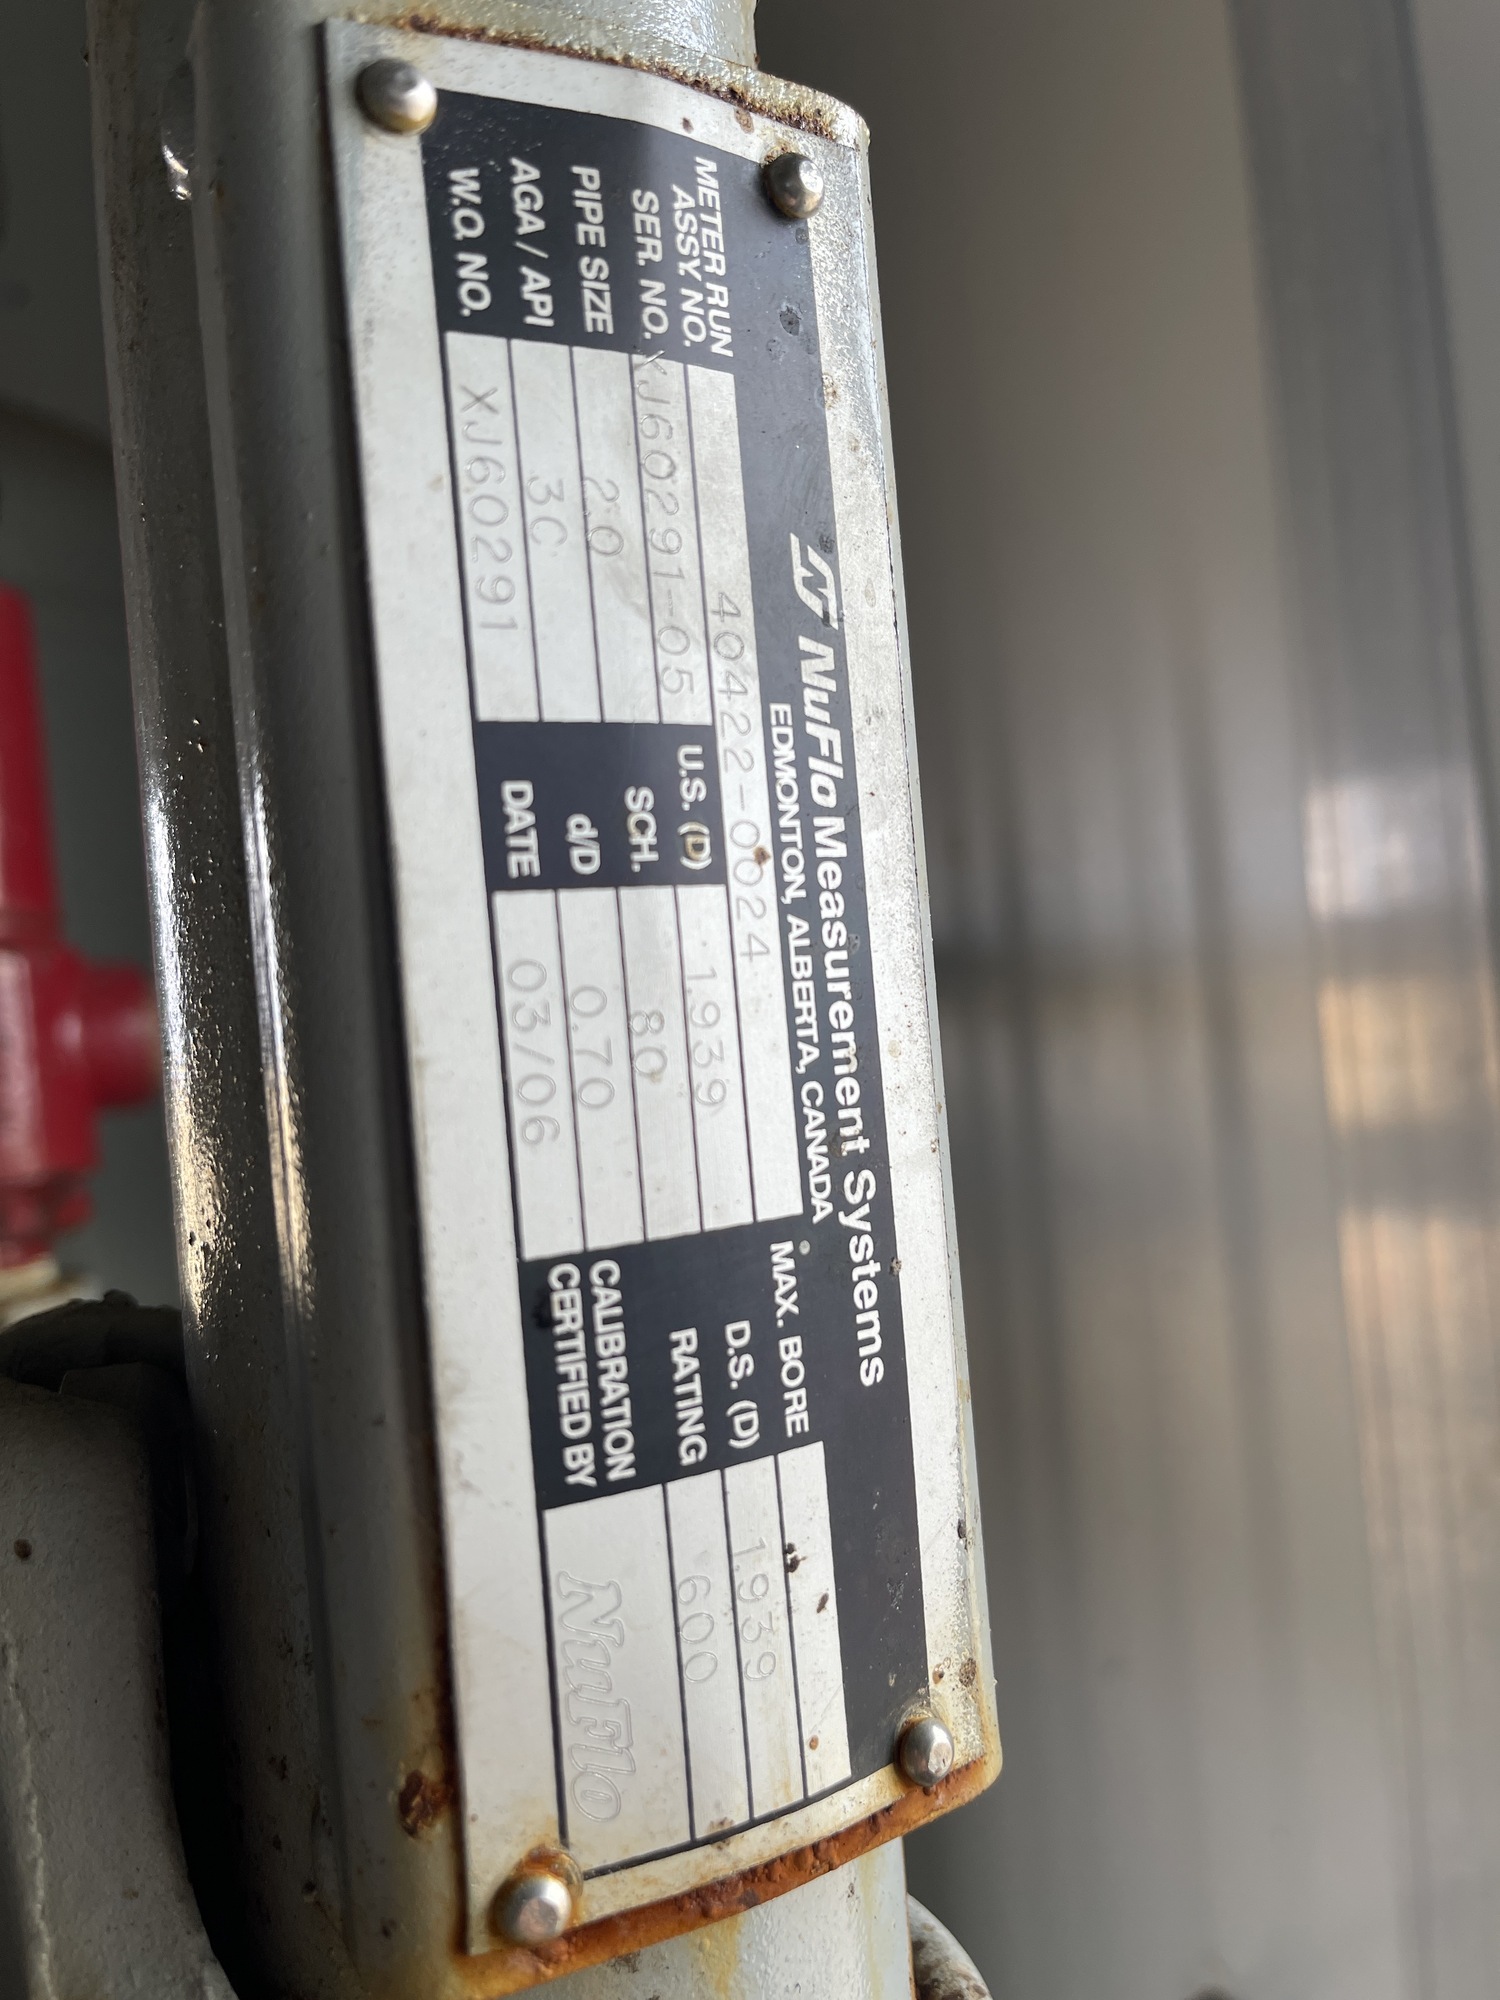 NuFlo Measurement Systems
EDMONTON, ALBERTA, CANADA
METER RUN
ASSY. NO. 40422-0024 MAX. BORE
SER. NO. XJ60291-05 U.S. (D) 1.939 D.S. (D) 1.939
PIPE SIZE 2.0 SCH. 80 RATING 600
AGA / API 3C d/D 0.70 CALIBRATION
W.O. NO. XJ60291 DATE 03/06 CERTIFIED BY NuFlo